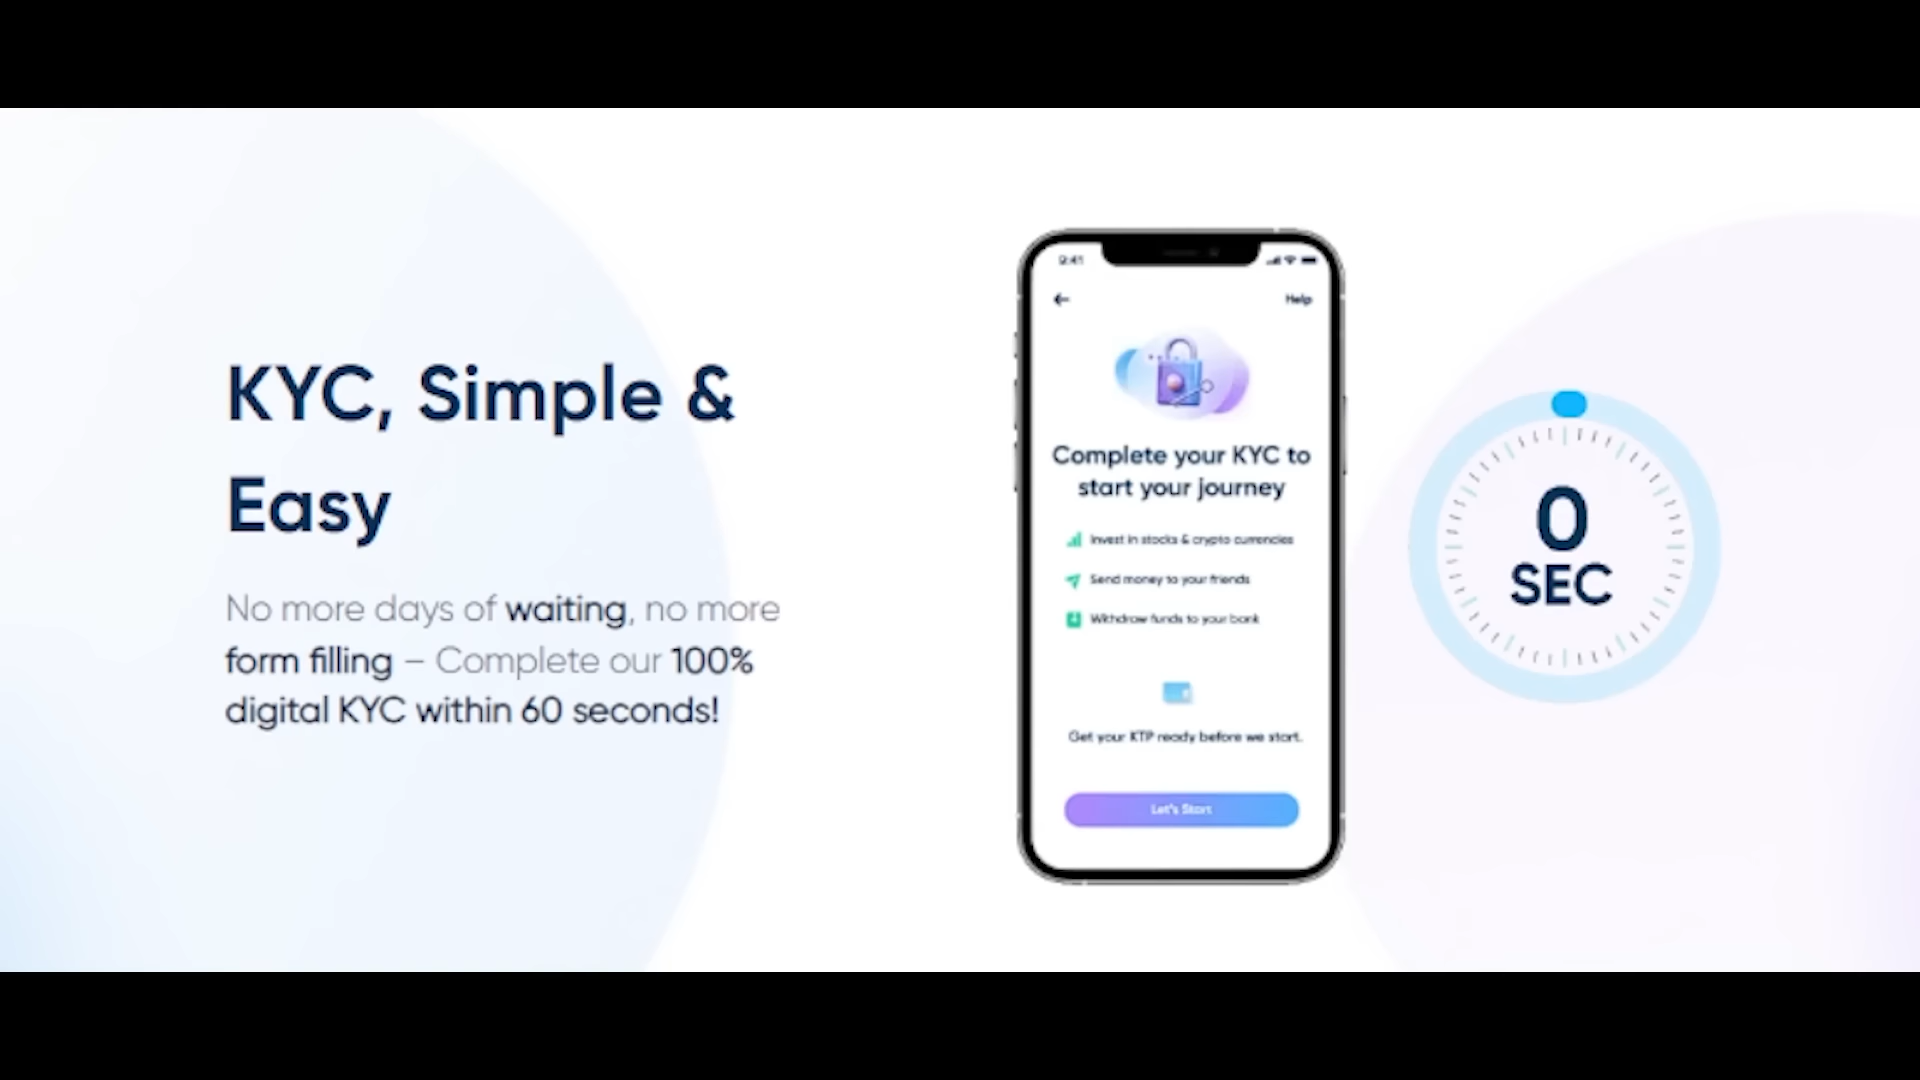 KYC, Simple &
Easy
No more days of waiting, no more
form filling – Complete our 100%
digital KYC within 60 seconds!
9:41
Help
Complete your KYC to
start your journey
Invest in stocks & crypto currencies
Send money to your friends
Withdraw funds to your bank
Get your KTP ready before we start.
Let's Start
0
SEC